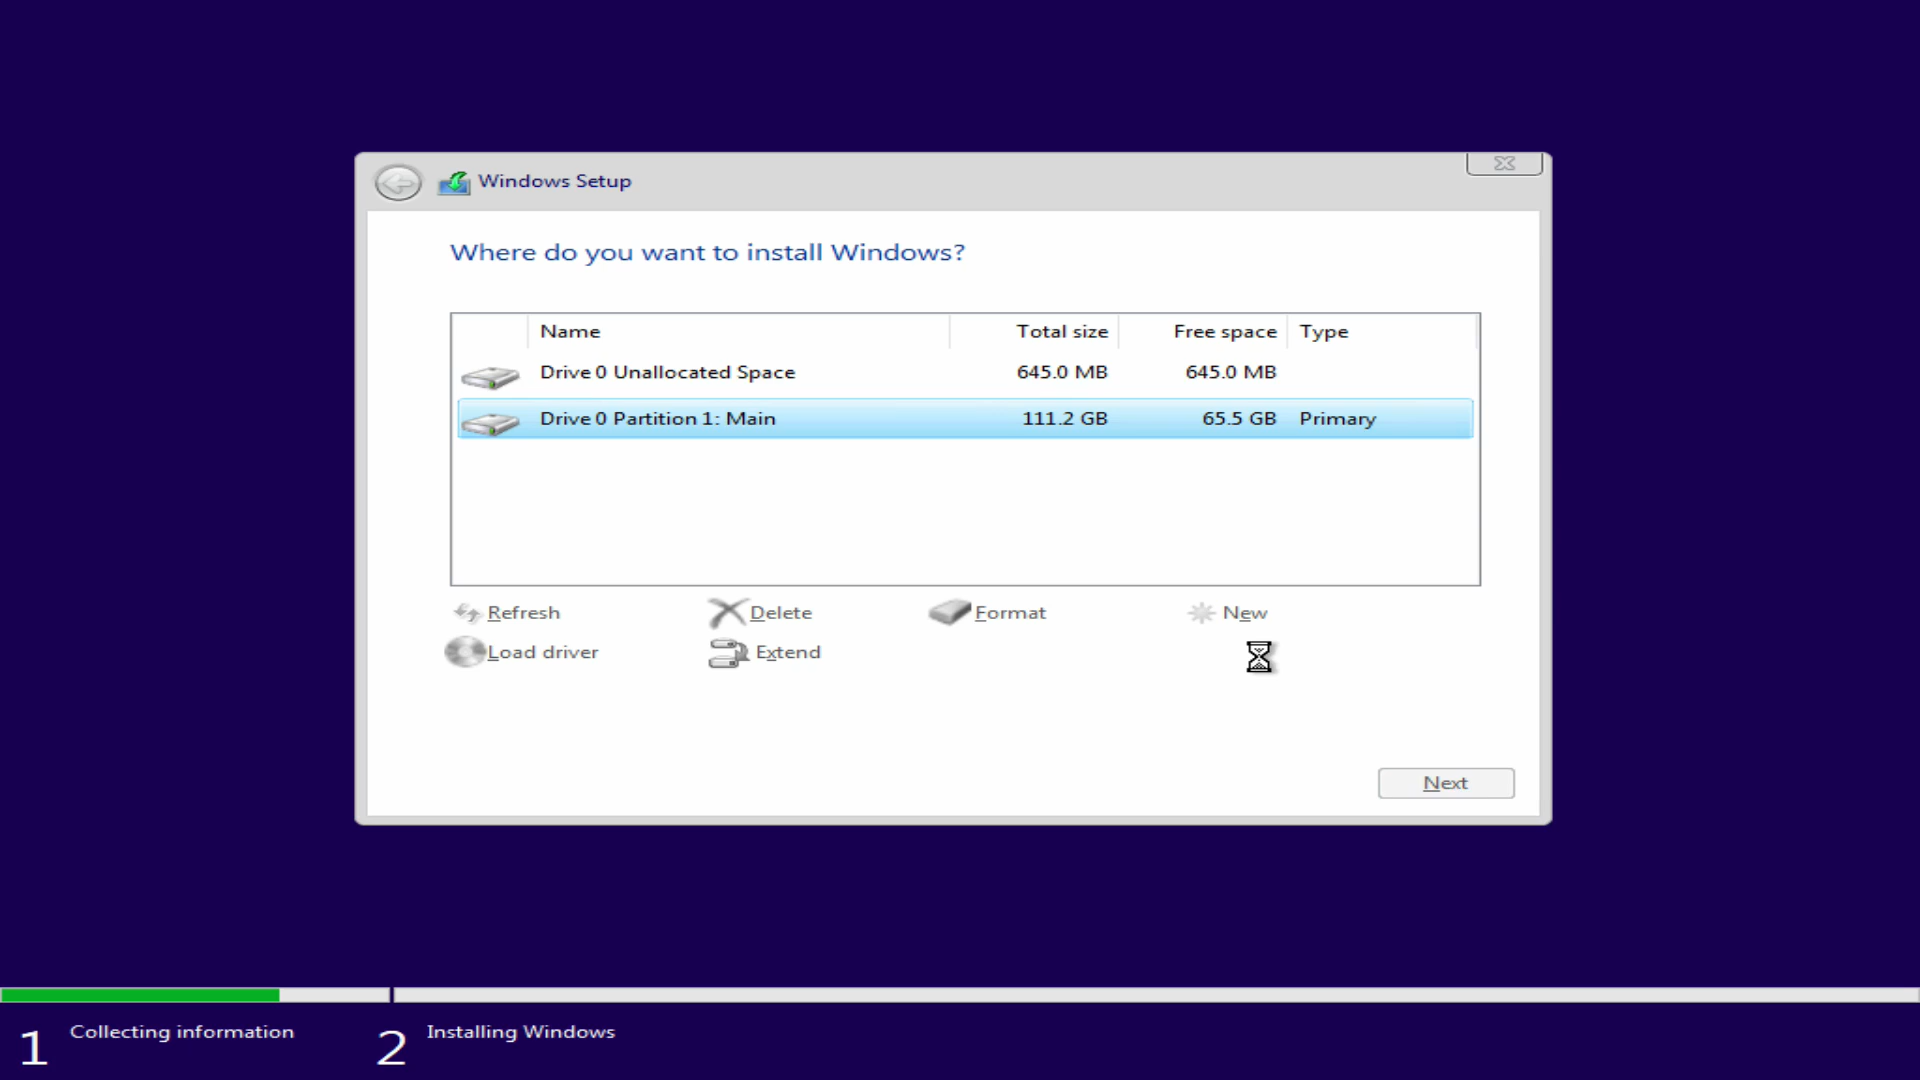 Windows Setup
Where do you want to install Windows?
Name Total size Free space Type
Drive 0 Unallocated Space 645.0 MB 645.0 MB
Drive 0 Partition 1: Main 111.2 GB 65.5 GB Primary
Refresh Delete Format New
Load driver Extend
Next
1 Collecting information 2 Installing Windows